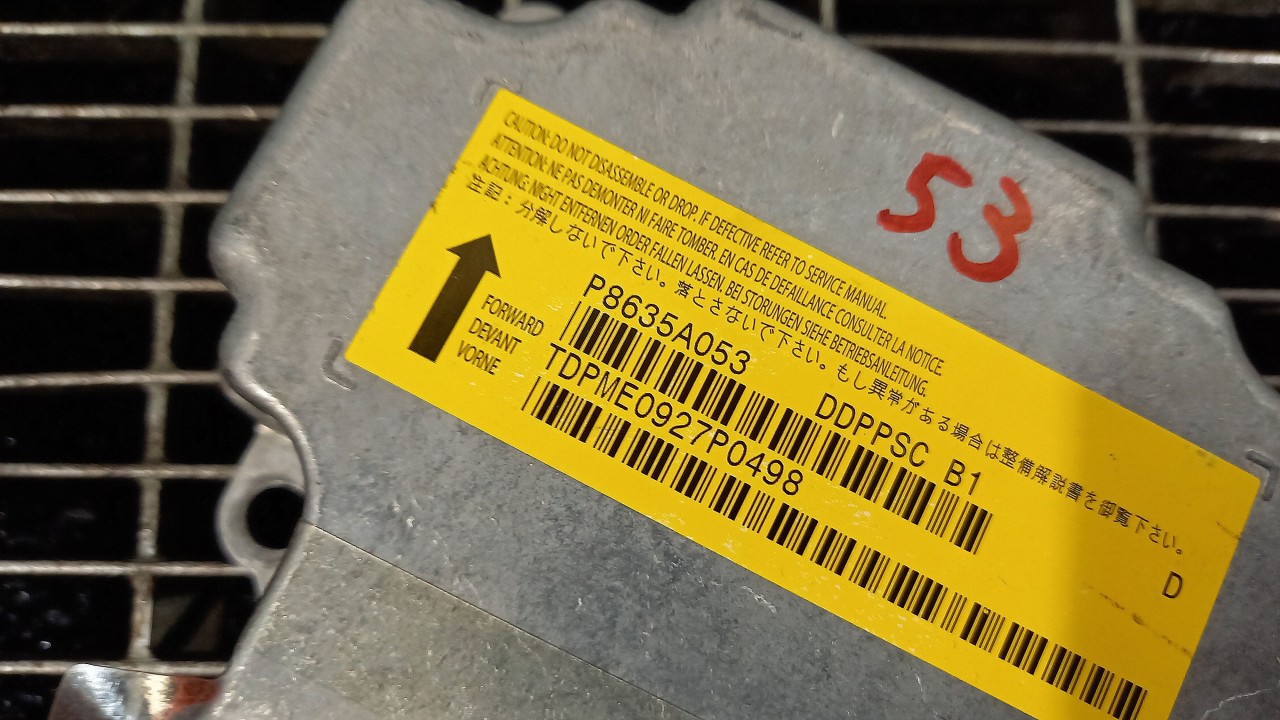 53
CAUTION: DO NOT DISASSEMBLE OR DROP. IF DEFECTIVE REFER TO SERVICE MANUAL.
ATTENTION: NE PAS DEMONTER NI FAIRE TOMBER. EN CAS DE DEFAILLANCE CONSULTER LA NOTICE.
ACHTUNG: NIGHT ENTFERNEN ORDER FALLEN LASSEN. BEI STORUNGEN SIEHE BETRIEBSANLEITUNG.
注記：分解しないで下さい。落とさないで下さい。もし異常がある場合は整備解説書を御覧下さい。
FORWARD
DEVANT
VORNE
P8635A053 DDPPSC B1
TDPME0927P0498
D